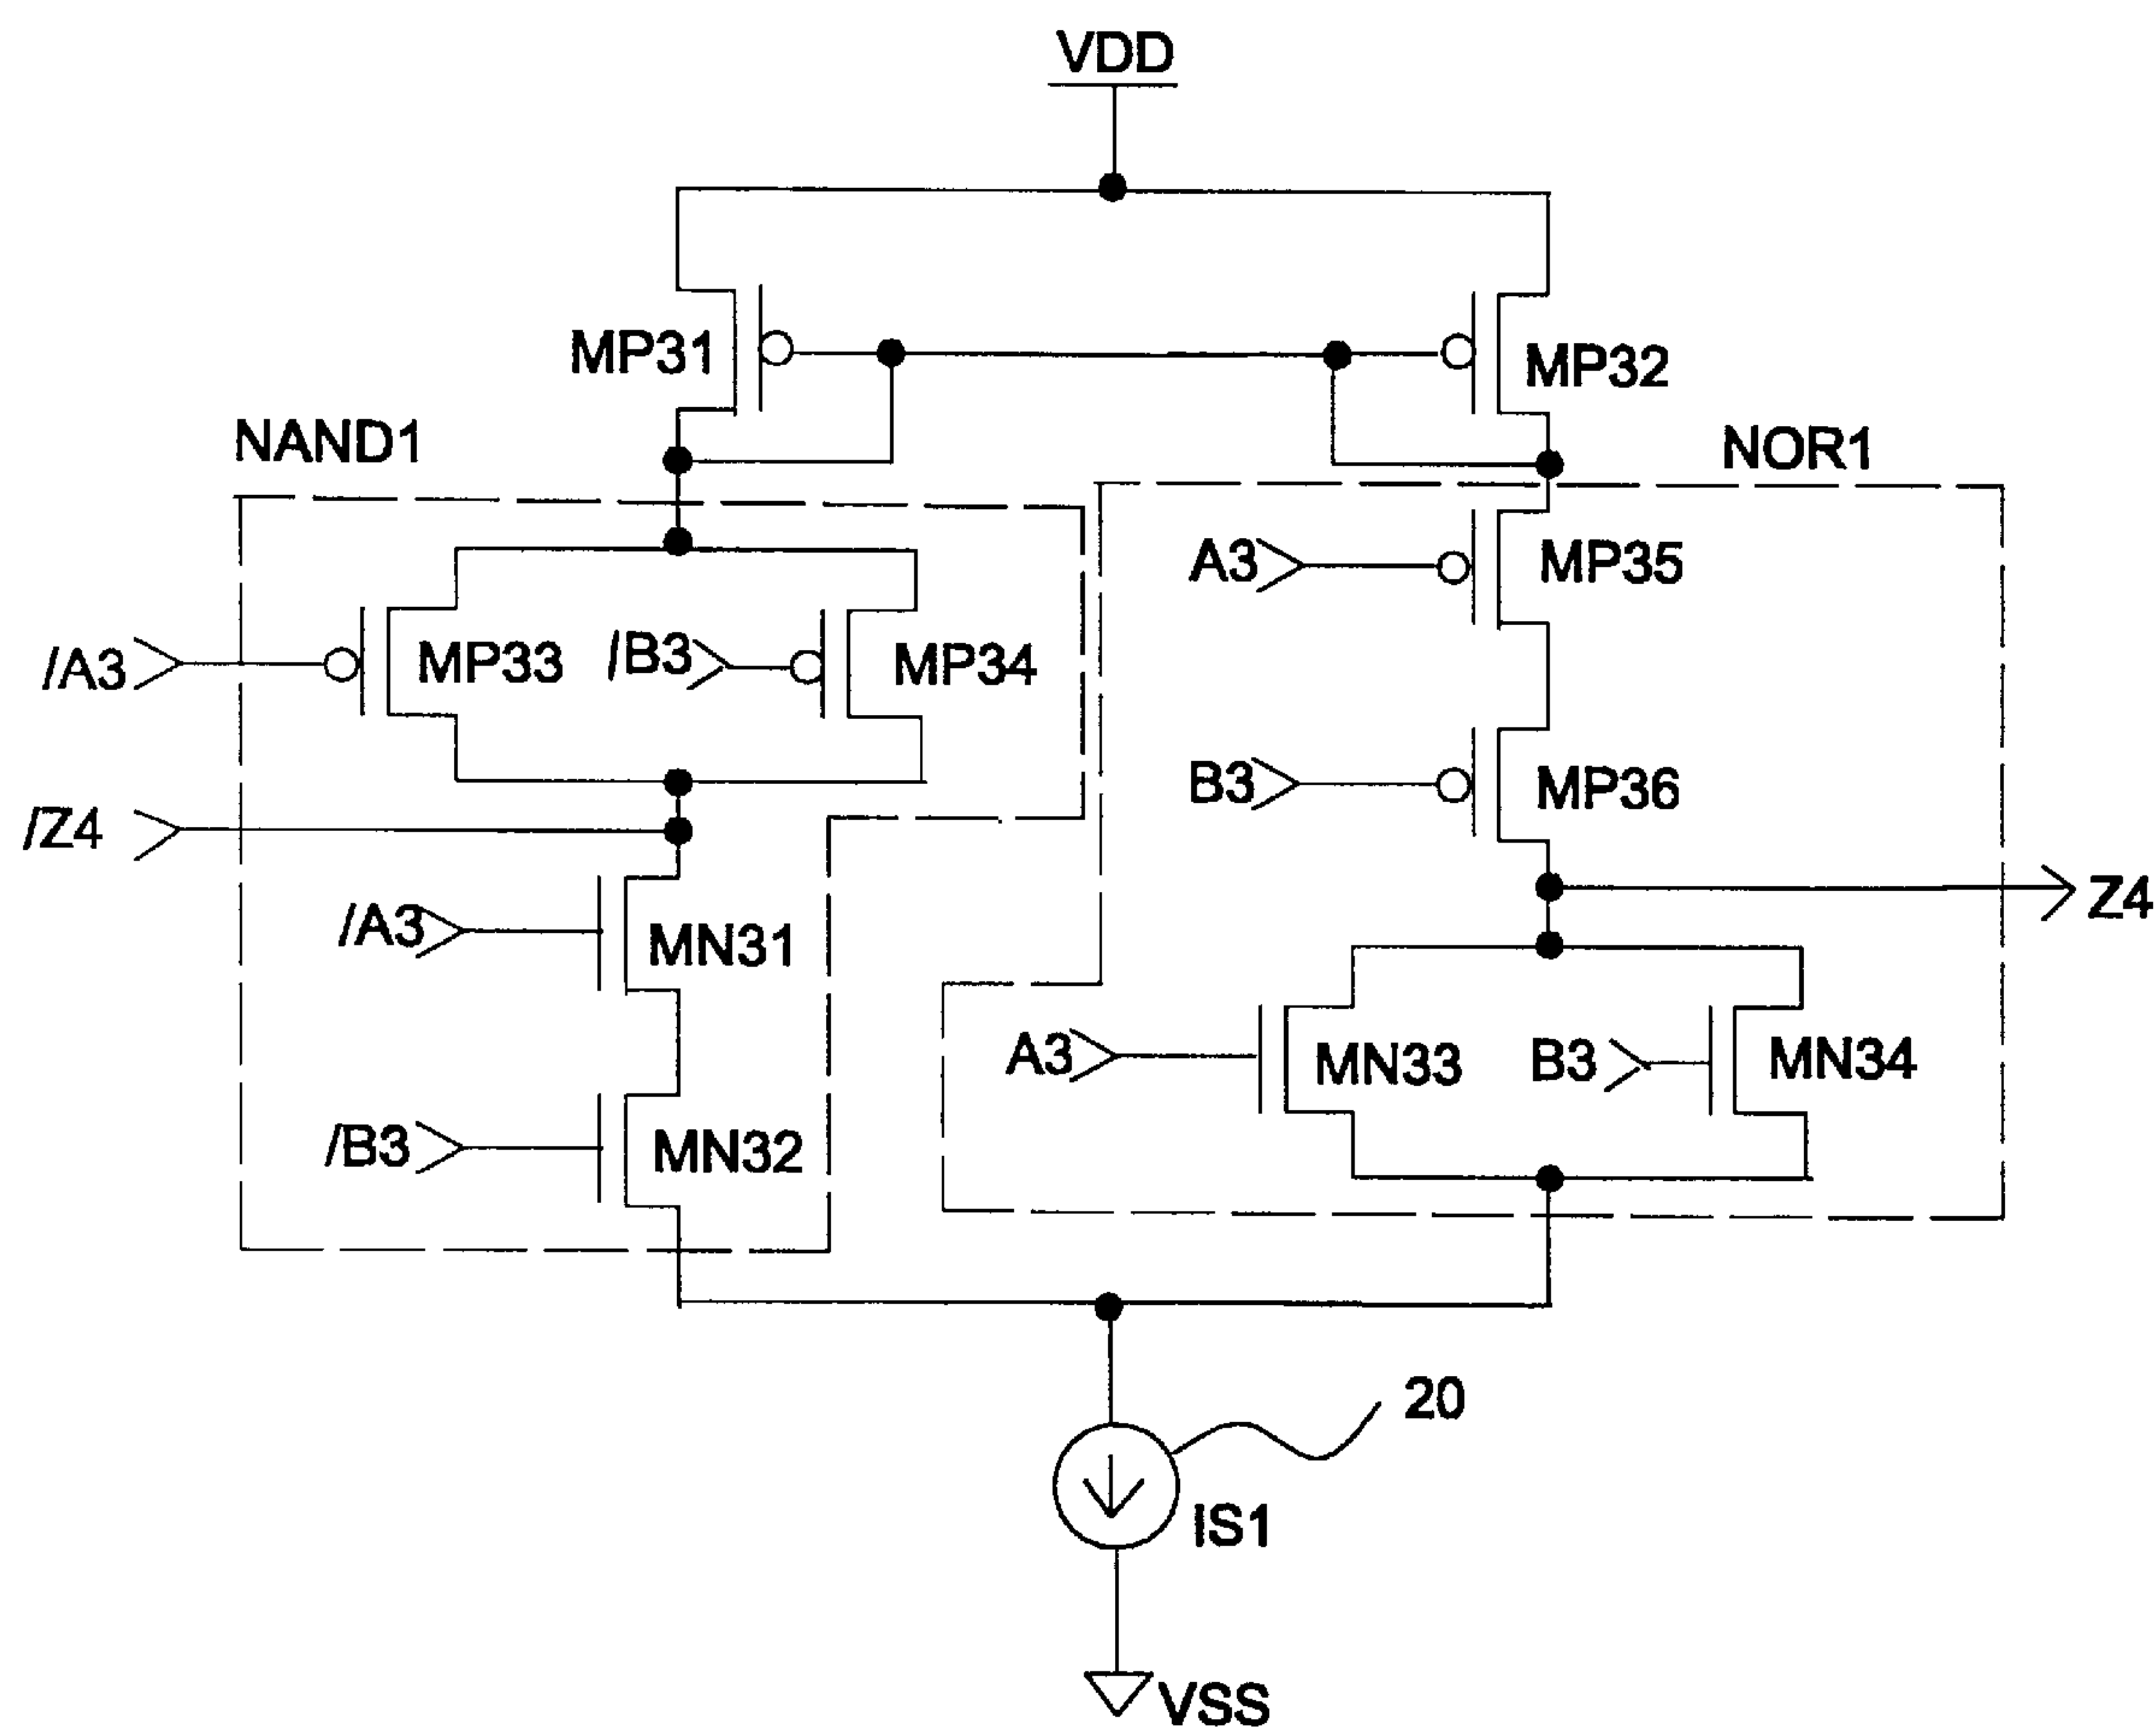 VDD
MP31
MP32
NAND1
NOR1
A3
MP35
/A3
MP33
/B3
MP34
B3
MP36
/Z4
Z4
/A3
MN31
A3
MN33
B3
MN34
/B3
MN32
20
IS1
VSS